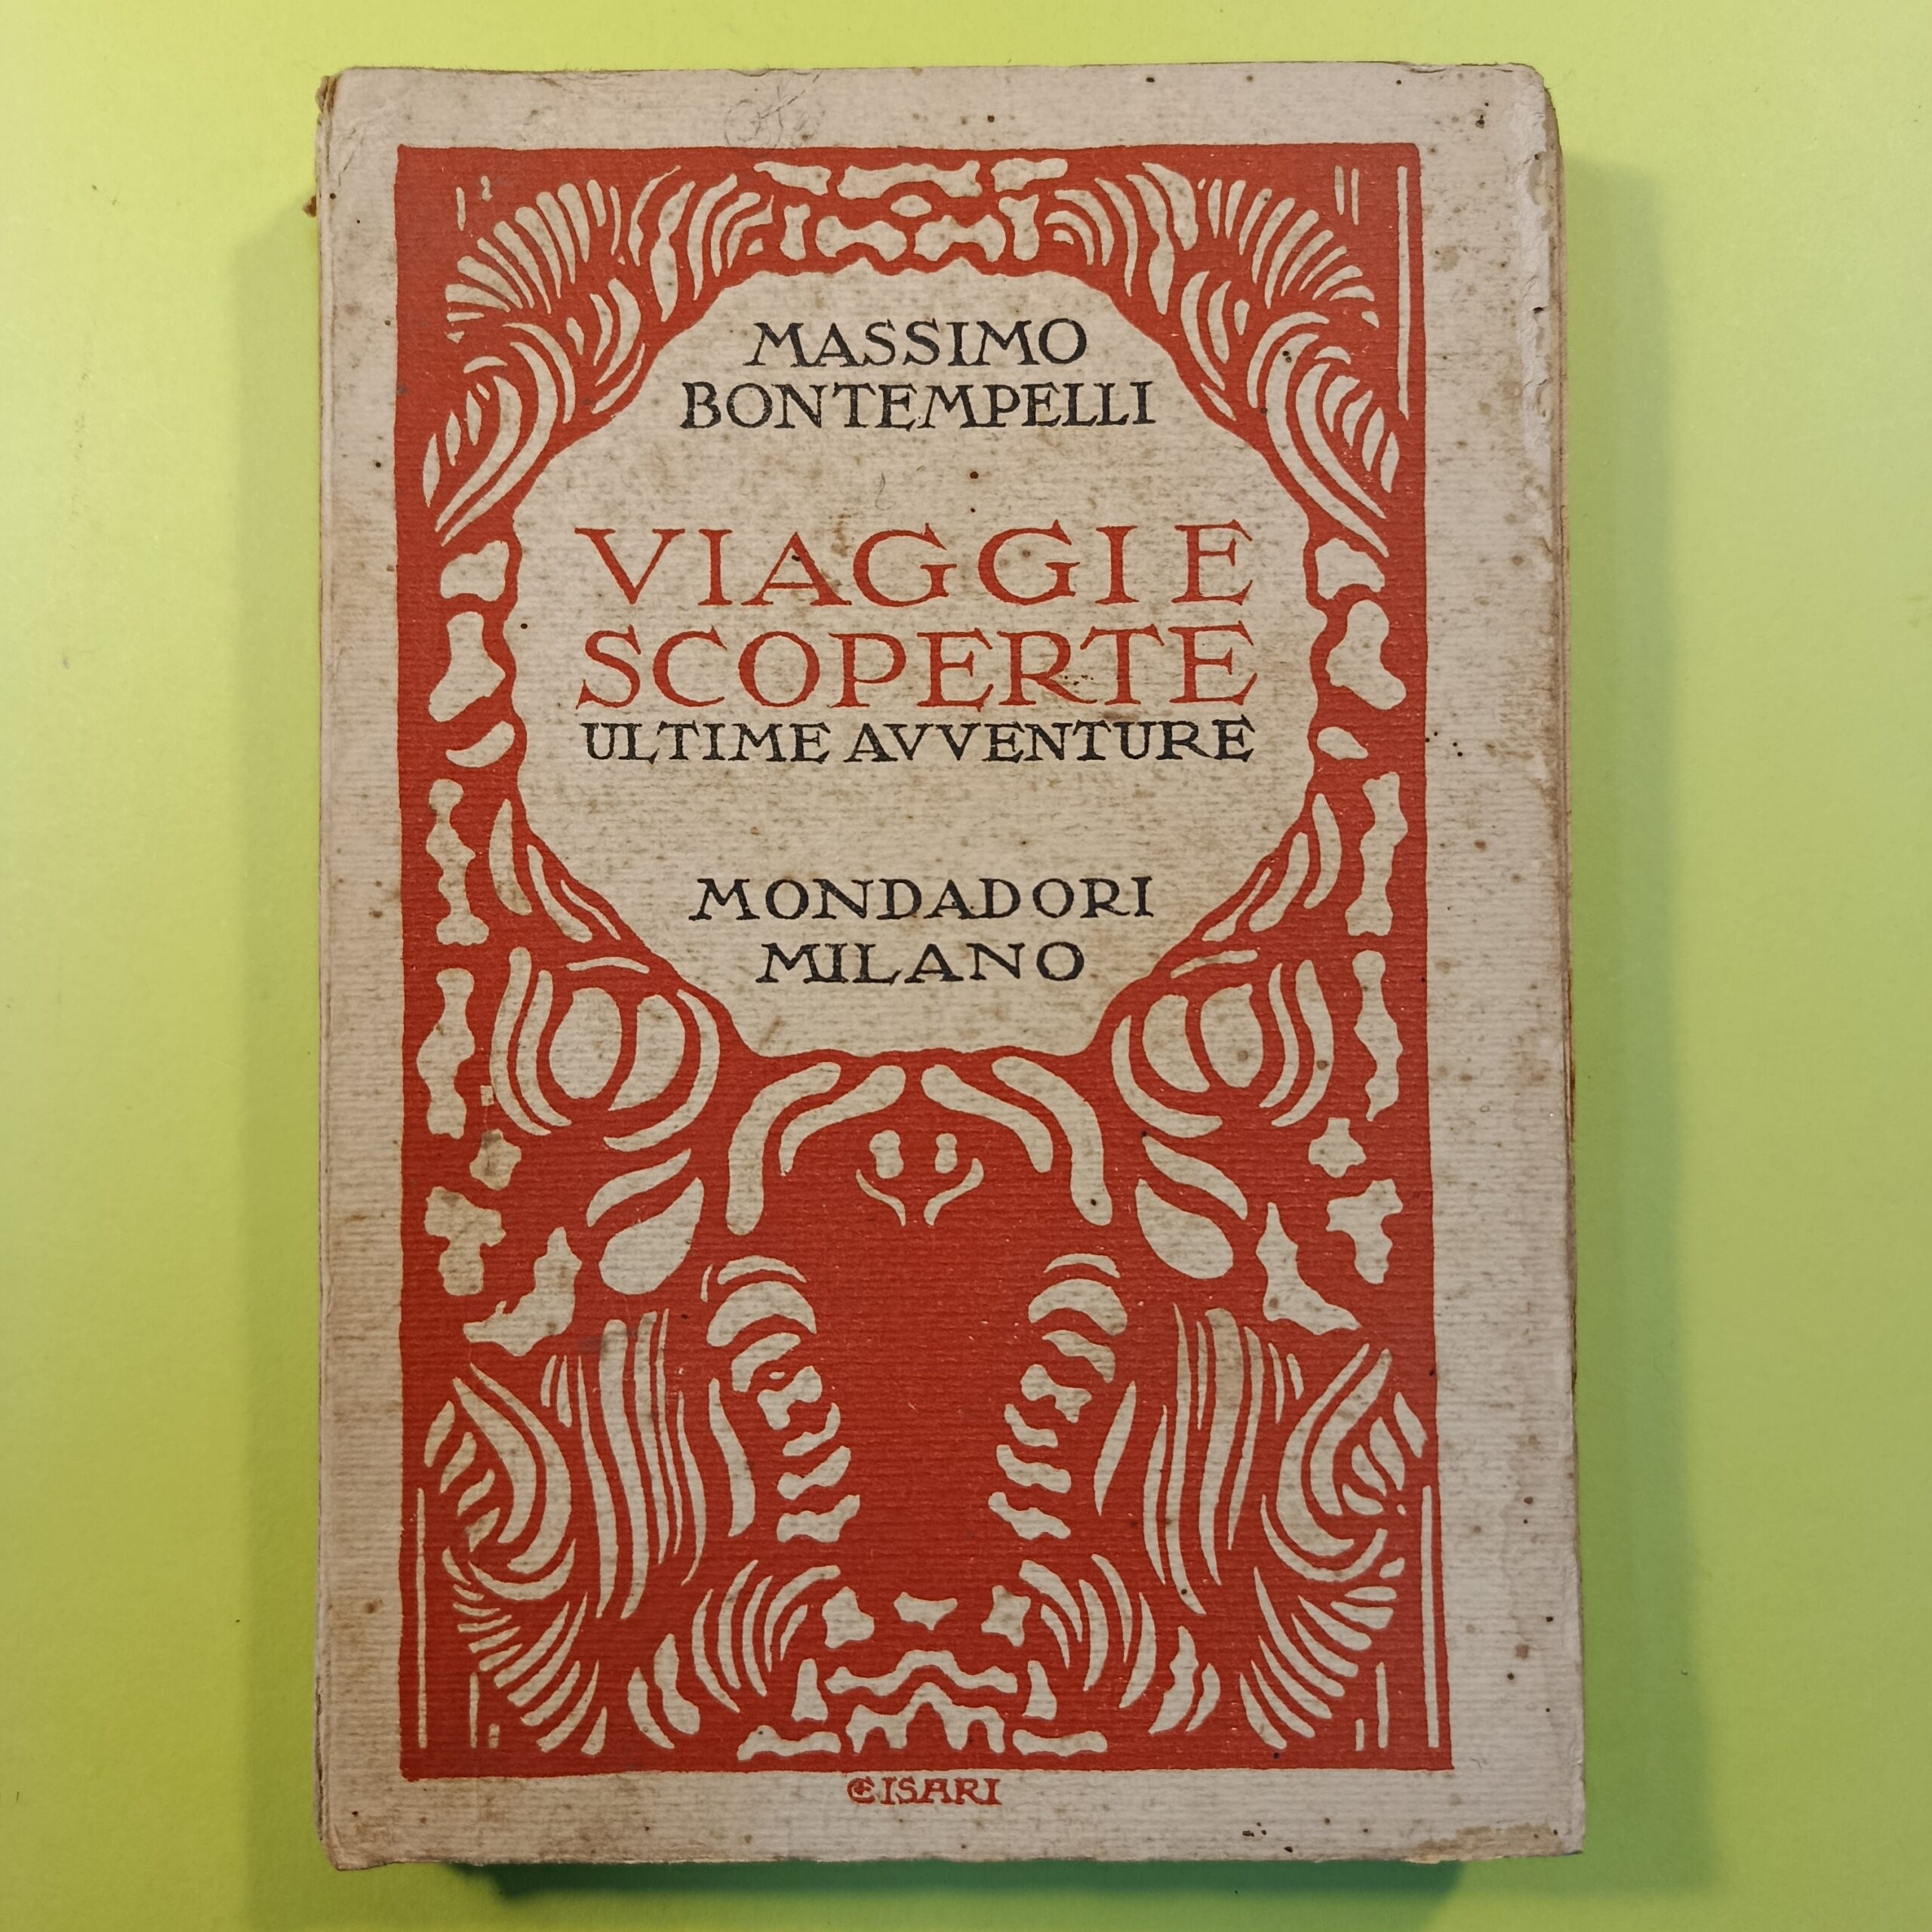 MASSIMO
BONTEMPELLI
VIAGGI E
SCOPERTE
ULTIME AVVENTURE
MONDADORI
MILANO
CISARI